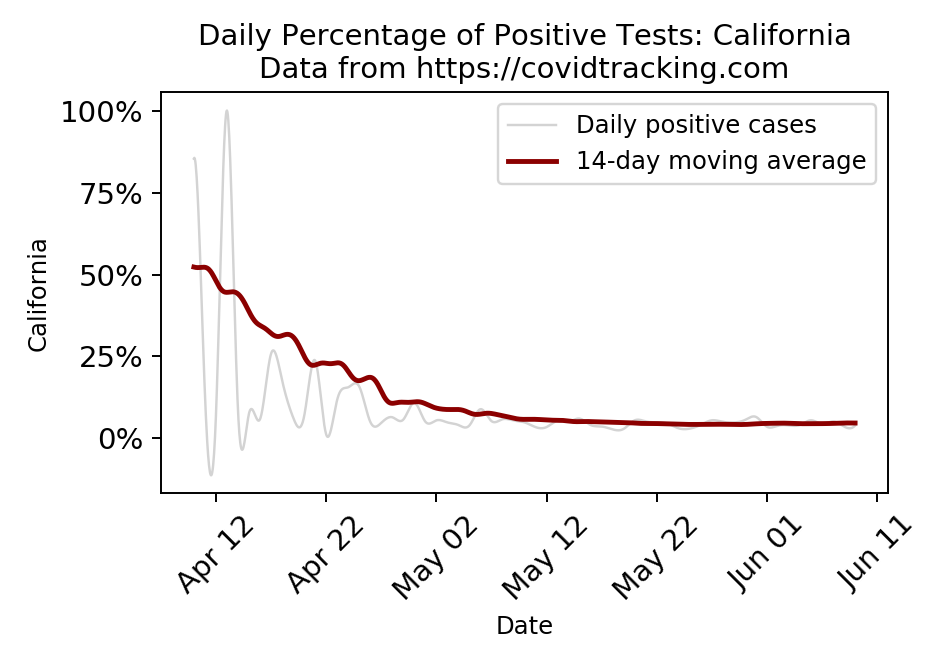 Daily Percentage of Positive Tests: California
Data from https://covidtracking.com
Daily positive cases
14-day moving average
100%
75%
50%
25%
0%
California
Apr 12
Apr 22
May 02
May 12
May 22
Jun 01
Jun 11
Date